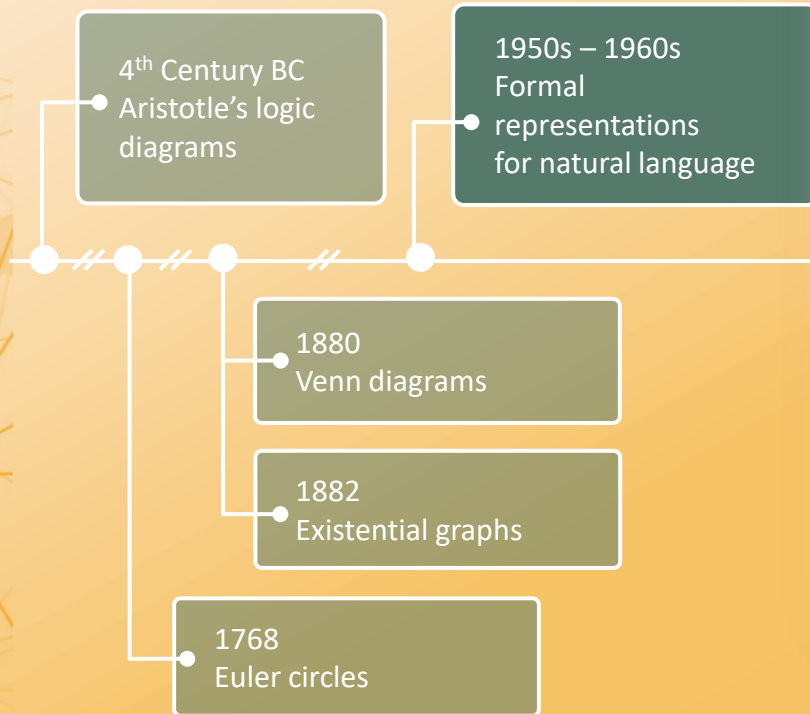 4th Century BC
Aristotle’s logic
diagrams
1950s – 1960s
Formal
representations
for natural language
1880
Venn diagrams
1882
Existential graphs
1768
Euler circles